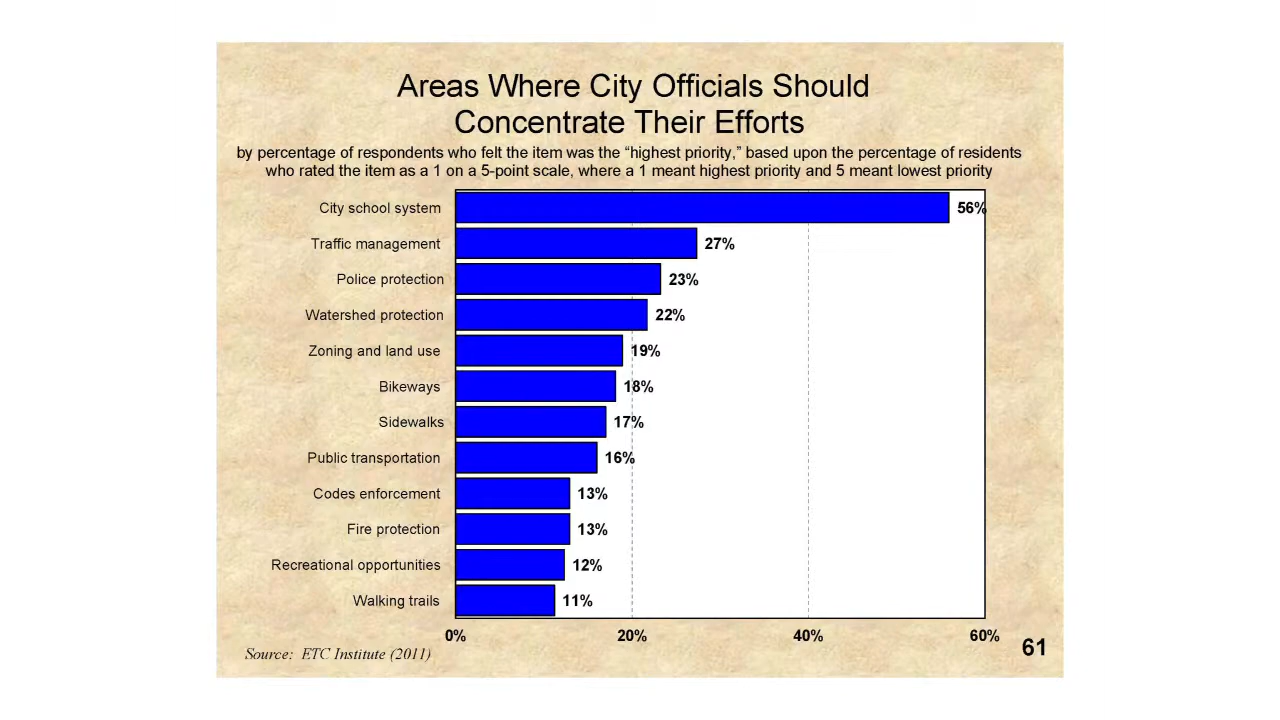 Areas Where City Officials Should
Concentrate Their Efforts
by percentage of respondents who felt the item was the “highest priority,” based upon the percentage of residents
who rated the item as a 1 on a 5-point scale, where a 1 meant highest priority and 5 meant lowest priority
City school system 56%
Traffic management 27%
Police protection 23%
Watershed protection 22%
Zoning and land use 19%
Bikeways 18%
Sidewalks 17%
Public transportation 16%
Codes enforcement 13%
Fire protection 13%
Recreational opportunities 12%
Walking trails 11%
0% 20% 40% 60%
Source: ETC Institute (2011)
61